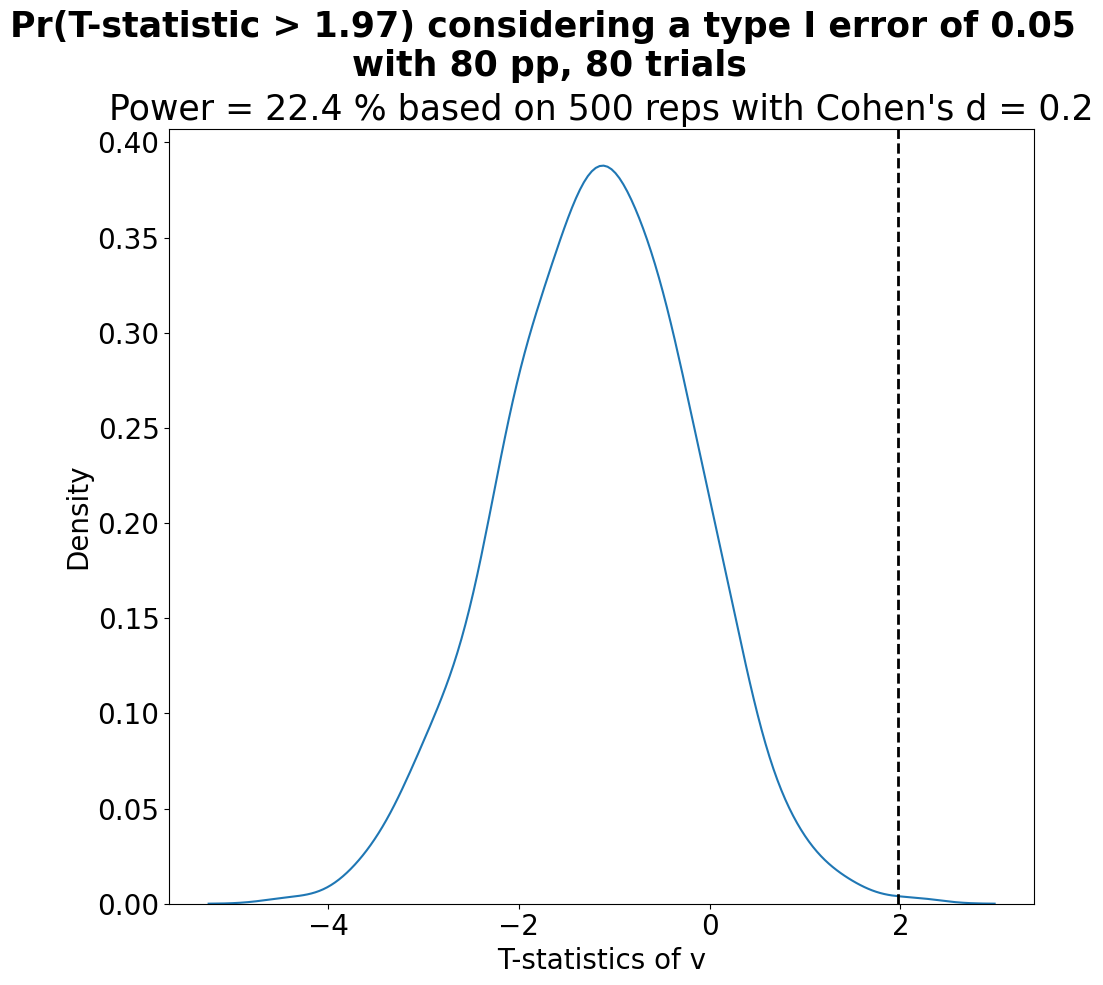 Pr(T-statistic > 1.97) considering a type I error of 0.05
with 80 pp, 80 trials
Power = 22.4 % based on 500 reps with Cohen's d = 0.2
0.40
0.35
0.30
0.25
0.20
0.15
0.10
0.05
0.00
Density
−4
−2
0
2
T-statistics of v